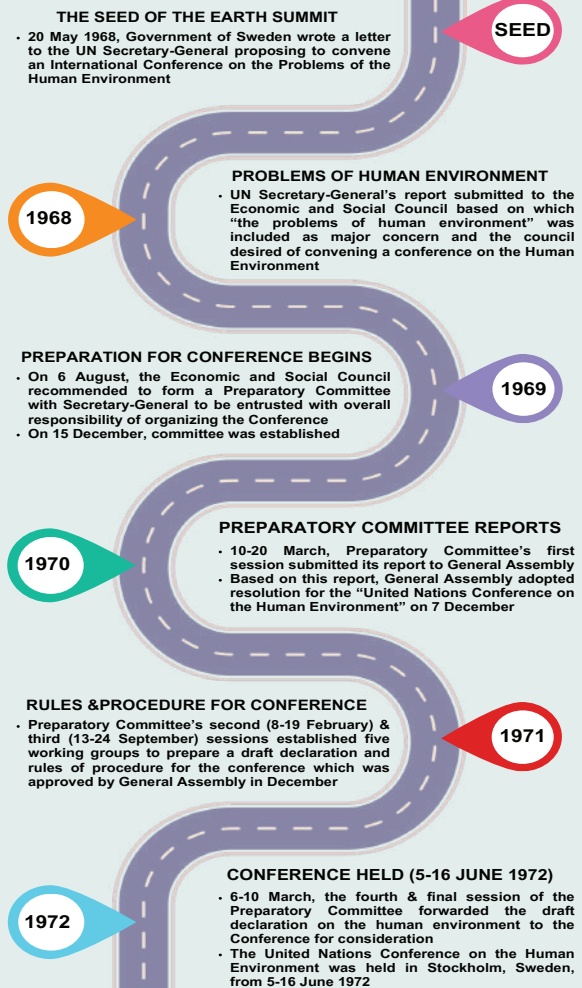 THE SEED OF THE EARTH SUMMIT
SEED
• 20 May 1968, Government of Sweden wrote a letter
to the UN Secretary-General proposing to convene
an International Conference on the Problems of the
Human Environment
1968
PROBLEMS OF HUMAN ENVIRONMENT
• UN Secretary-General's report submitted to the
Economic and Social Council based on which
“the problems of human environment” was
included as major concern and the council
desired of convening a conference on the Human
Environment
PREPARATION FOR CONFERENCE BEGINS
1969
• On 6 August, the Economic and Social Council
recommended to form a Preparatory Committee
with Secretary-General to be entrusted with overall
responsibility of organizing the Conference
• On 15 December, committee was established
1970
PREPARATORY COMMITTEE REPORTS
• 10-20 March, Preparatory Committee's first
session submitted its report to General Assembly
• Based on this report, General Assembly adopted
resolution for the “United Nations Conference on
the Human Environment” on 7 December
RULES &PROCEDURE FOR CONFERENCE
1971
• Preparatory Committee's second (8-19 February) &
third (13-24 September) sessions established five
working groups to prepare a draft declaration and
rules of procedure for the conference which was
approved by General Assembly in December
1972
CONFERENCE HELD (5-16 JUNE 1972)
• 6-10 March, the fourth & final session of the
Preparatory Committee forwarded the draft
declaration on the human environment to the
Conference for consideration
• The United Nations Conference on the Human
Environment was held in Stockholm, Sweden,
from 5-16 June 1972